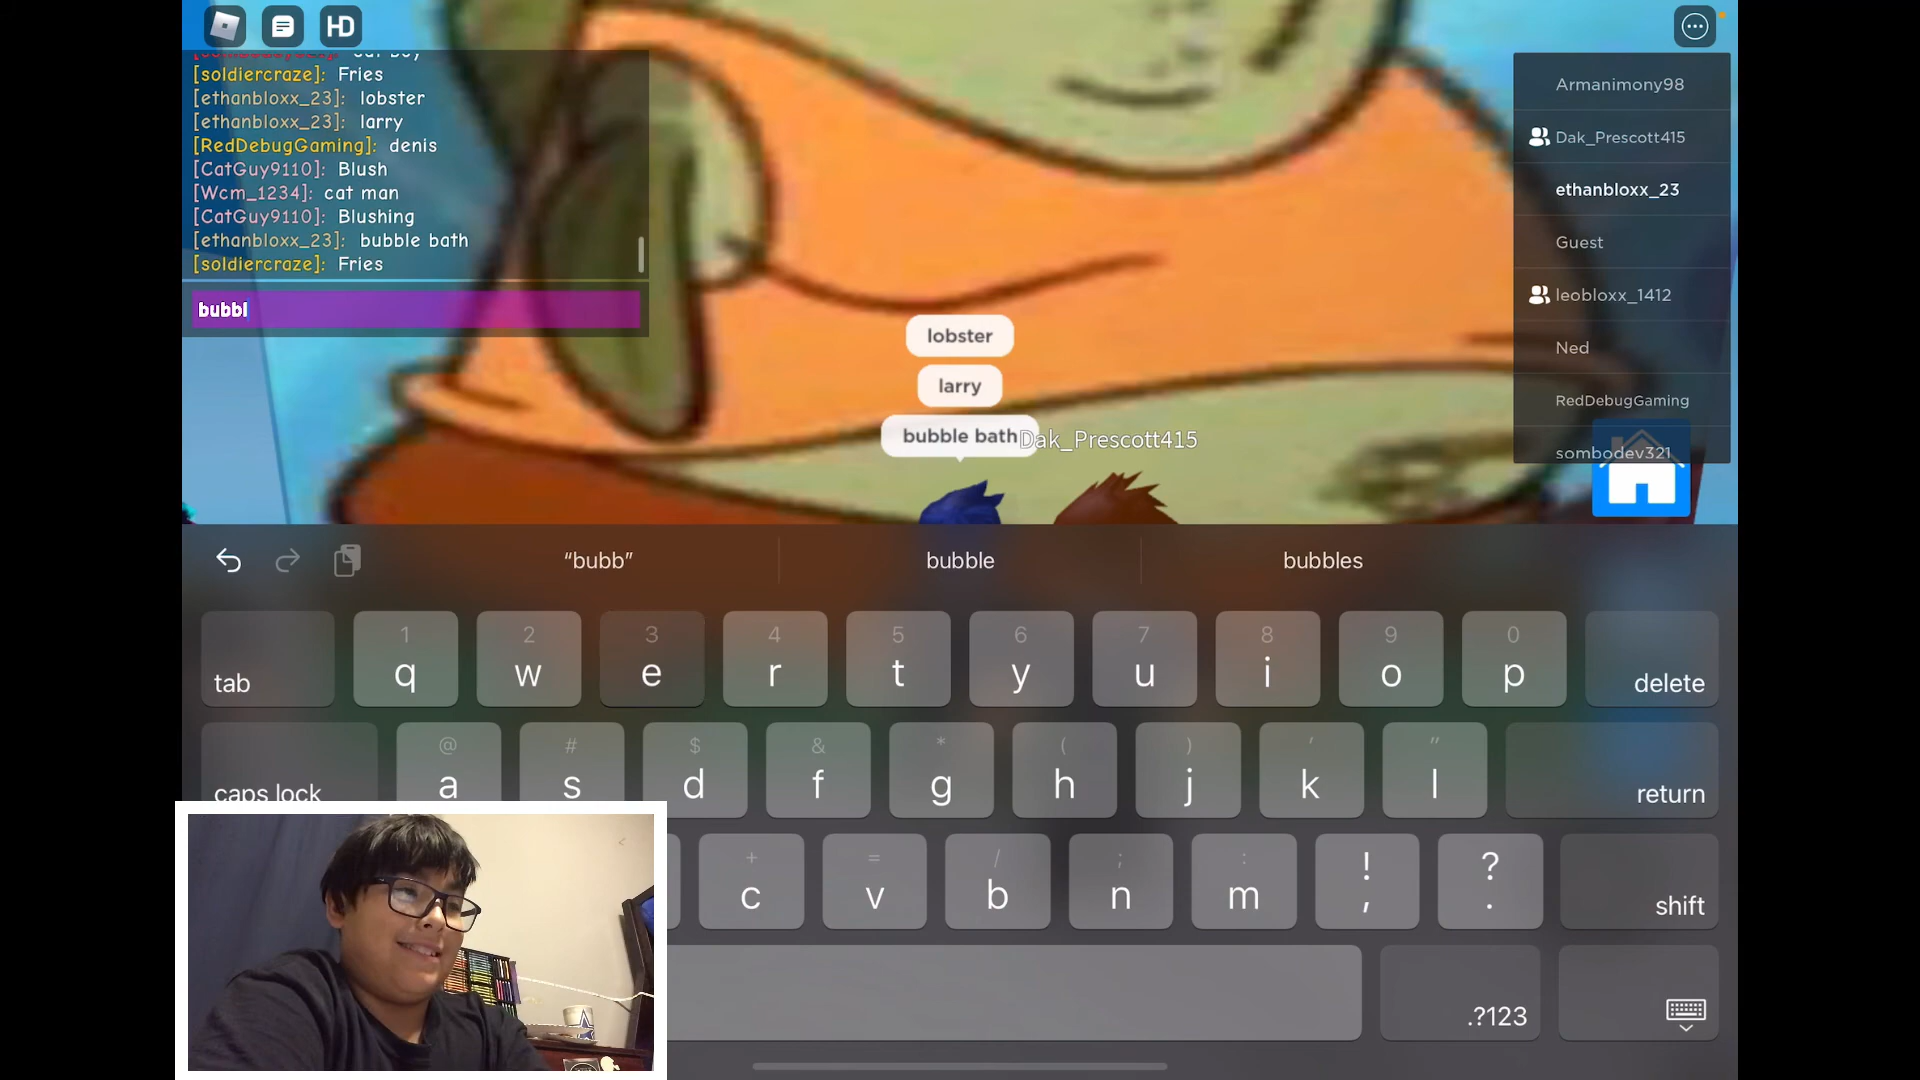 HD
[soldiercraze]: Fries
[ethanbloxx_23]: lobster
[ethanbloxx_23]: larry
[RedDebugGaming]: denis
[CatGuy9110]: Blush
[Wcm_1234]: cat man
[CatGuy9110]: Blushing
[ethanbloxx_23]: bubble bath
[soldiercraze]: Fries
bubbl
Armanimony98
Dak_Prescott415
ethanbloxx_23
Guest
leobloxx_1412
Ned
RedDebugGaming
sombodev321
lobster
larry
bubble bath
Dak_Prescott415
“bubb” bubble bubbles
1 2 3 4 5 6 7 8 9 0
tab q w e r t y u i o p delete
@ # $ & * ( ) ' "
caps lock a s d f g h j k l return
+ = / ; : ! ?
c v b n m , . shift
.?123